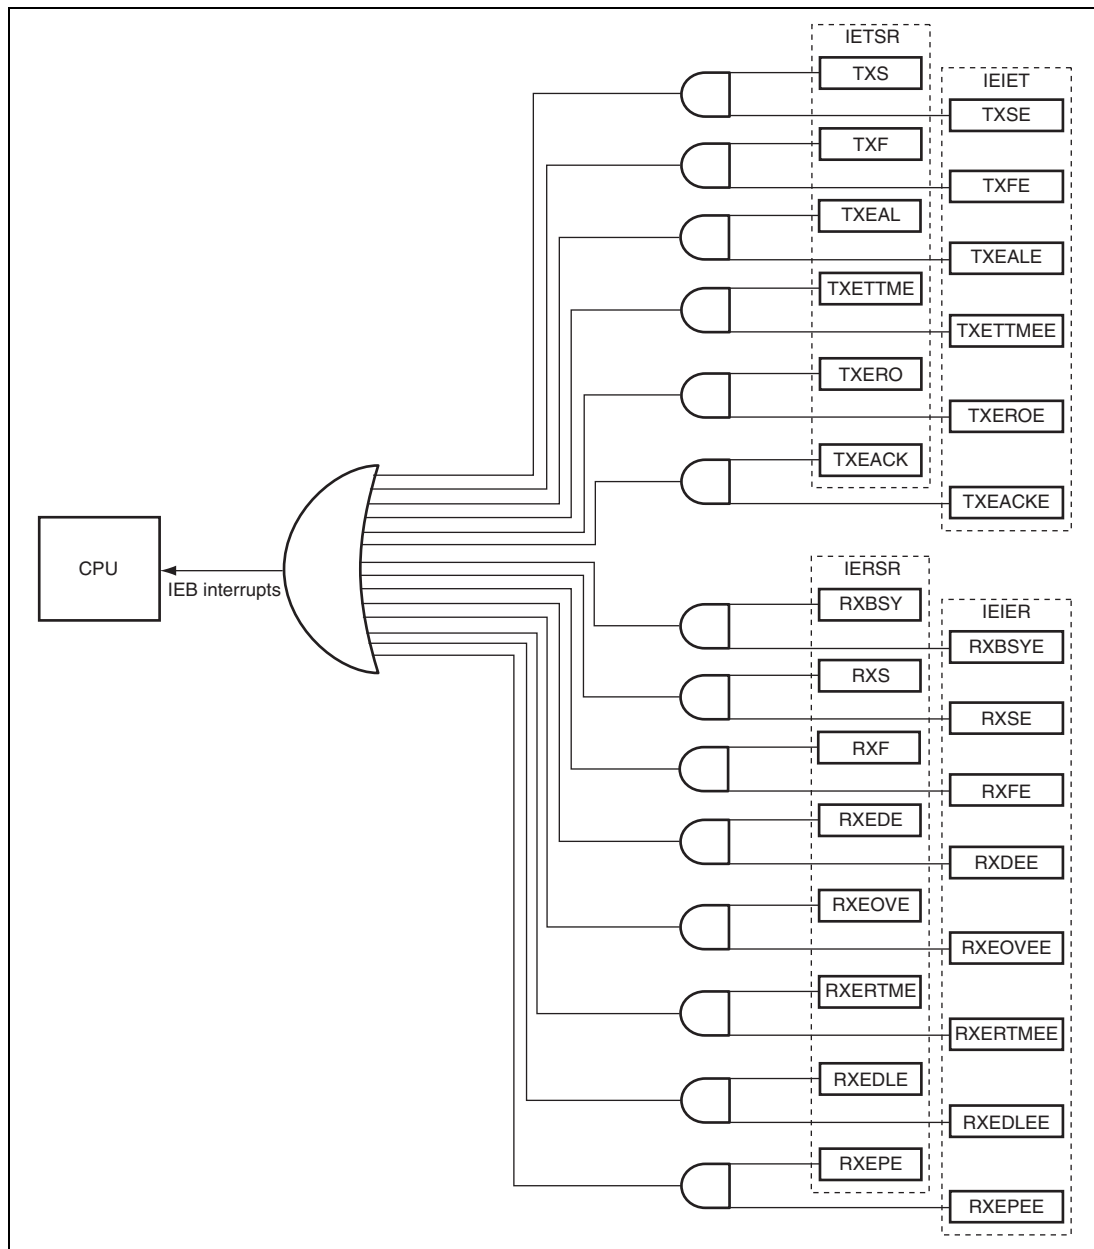 IETSR
TXS
IEIET
TXSE
TXF
TXFE
TXEAL
TXEALE
TXETTME
TXETTMEE
TXERO
TXEROE
TXEACK
TXEACKE
CPU
IEB interrupts
IERSR
RXBSY
IEIER
RXBSYE
RXS
RXSE
RXF
RXFE
RXEDE
RXDEE
RXEOVE
RXEOVEE
RXERTME
RXERTMEE
RXEDLE
RXEDLEE
RXEPE
RXEPEE